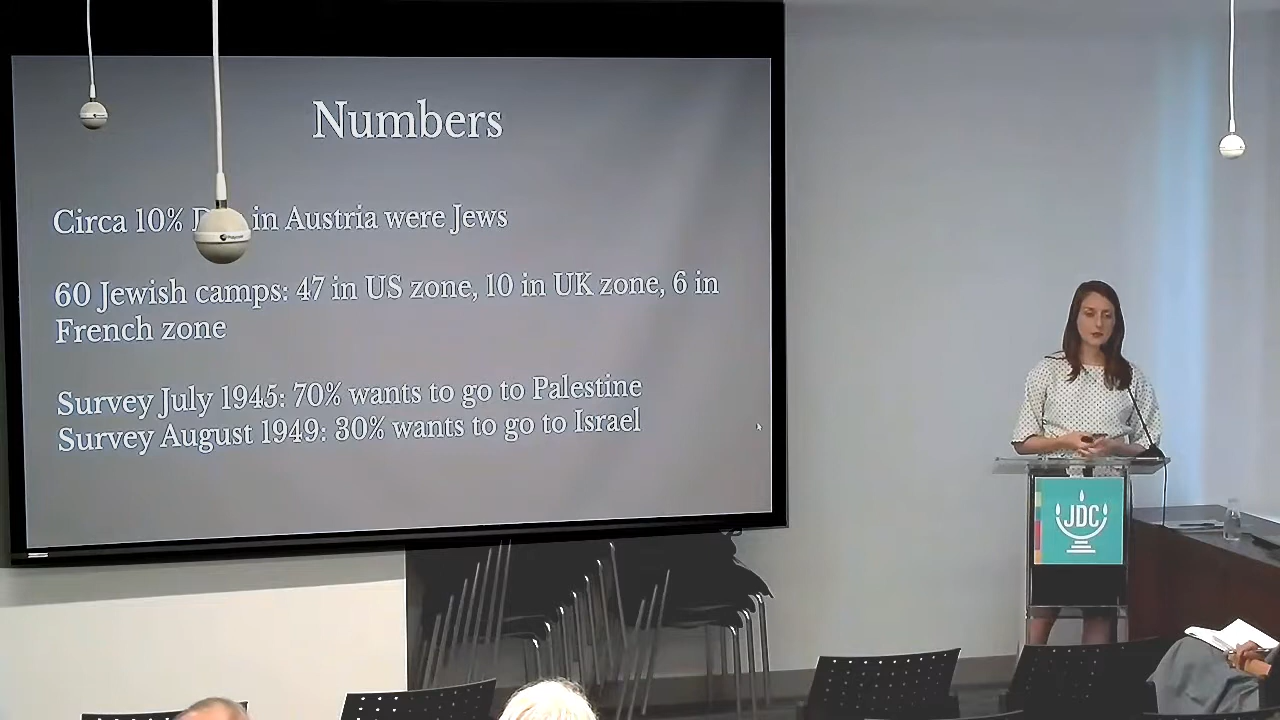 Numbers
Circa 10% in Austria were Jews
60 Jewish camps: 47 in US zone, 10 in UK zone, 6 in
French zone
Survey July 1945: 70% wants to go to Palestine
Survey August 1949: 30% wants to go to Israel
JDC